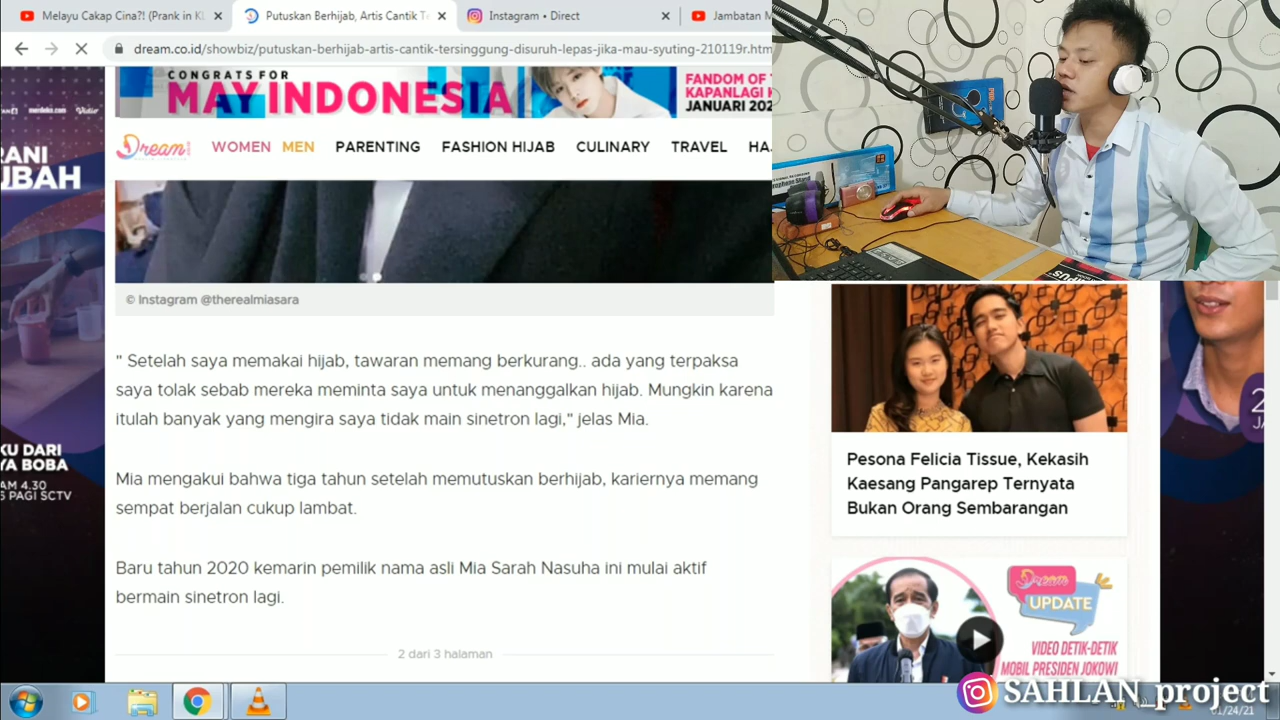 Melayu Cakap Cina?! (Prank in KL
Putuskan Berhijab, Artis Cantik Te
Instagram • Direct
Jambatan M
dream.co.id/showbiz/putuskan-berhijab-artis-cantik-tersinggung-disuruh-lepas-jika-mau-syuting-210119r.htm
CONGRATS FOR
MAY INDONESIA
FANDOM OF
KAPANLAGI
JANUARI 202
merdeka.com
RANI
UBAH
Dream
WOMEN MEN PARENTING FASHION HIJAB CULINARY TRAVEL HA
© Instagram @therealmiasara
" Setelah saya memakai hijab, tawaran memang berkurang.. ada yang terpaksa
saya tolak sebab mereka meminta saya untuk menanggalkan hijab. Mungkin karena
itulah banyak yang mengira saya tidak main sinetron lagi," jelas Mia.
Mia mengakui bahwa tiga tahun setelah memutuskan berhijab, kariernya memang
sempat berjalan cukup lambat.
Baru tahun 2020 kemarin pemilik nama asli Mia Sarah Nasuha ini mulai aktif
bermain sinetron lagi.
2 dari 3 halaman
KU DARI
YA BOBA
AM 4.30
6 PAGI SCTV
Pesona Felicia Tissue, Kekasih
Kaesang Pangarep Ternyata
Bukan Orang Sembarangan
Dream
UPDATE
VIDEO DETIK-DETIK
MOBIL PRESIDEN JOKOWI
SAHLAN_project
01/24/21